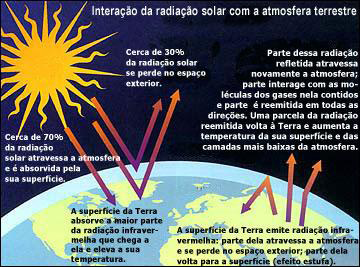 Interação da radiação solar com a atmosfera terrestre
Cerca de 30%
da radiação solar
se perde no espaço
exterior.
Parte dessa radiação
refletida atravessa
novamente a atmosfera;
parte interage com as mo-
léculas dos gases nela contidos
e parte é reemitida em todas as
direções. Uma parcela da radiação
reemitida volta à Terra e aumenta a
temperatura da sua superfície e das
camadas mais baixas da atmosfera.
Cerca de 70%
da radiação
solar atravessa a atmosfera
e é absorvida pela
sua superfície.
A superfície da Terra
absorve a maior parte
da radiação infraver-
melha que chega a
ela e eleva a sua
temperatura.
A superfície da Terra emite radiação infra-
vermelha: parte dela atravessa a atmosfera
e se perde no espaço exterior; parte dela
volta para a superfície (efeito estufa).